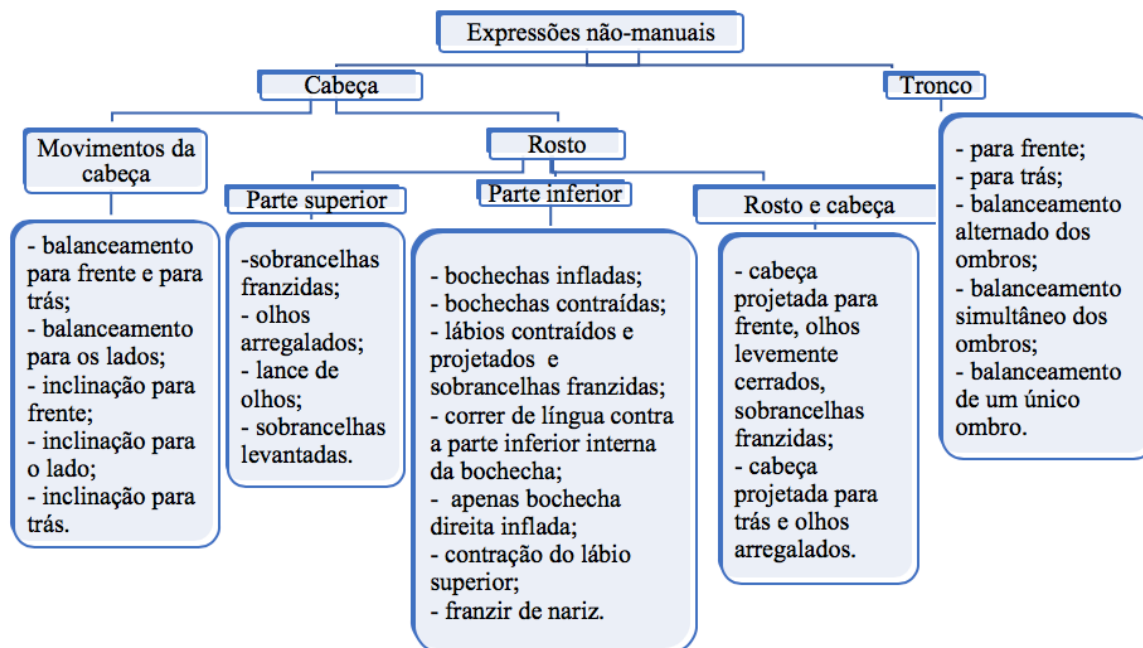 Expressões não-manuais
Cabeça
Tronco
Movimentos da
cabeça
Rosto
Parte superior
Parte inferior
Rosto e cabeça
- balanceamento
para frente e para
trás;
- balanceamento
para os lados;
- inclinação para
frente;
- inclinação para
o lado;
- inclinação para
trás.
-sobrancelhas
franzidas;
- olhos
arregalados;
- lance de
olhos;
- sobrancelhas
levantadas.
- bochechas infladas;
- bochechas contraídas;
- lábios contraídos e
projetados e
sobrancelhas franzidas;
- correr de língua contra
a parte inferior interna
da bochecha;
- apenas bochecha
direita inflada;
- contração do lábio
superior;
- franzir de nariz.
- cabeça
projetada para
frente, olhos
levemente
cerrados,
sobrancelhas
franzidas;
- cabeça
projetada para
trás e olhos
arregalados.
- para frente;
- para trás;
- balanceamento
alternado dos
ombros;
- balanceamento
simultâneo dos
ombros;
- balanceamento
de um único
ombro.